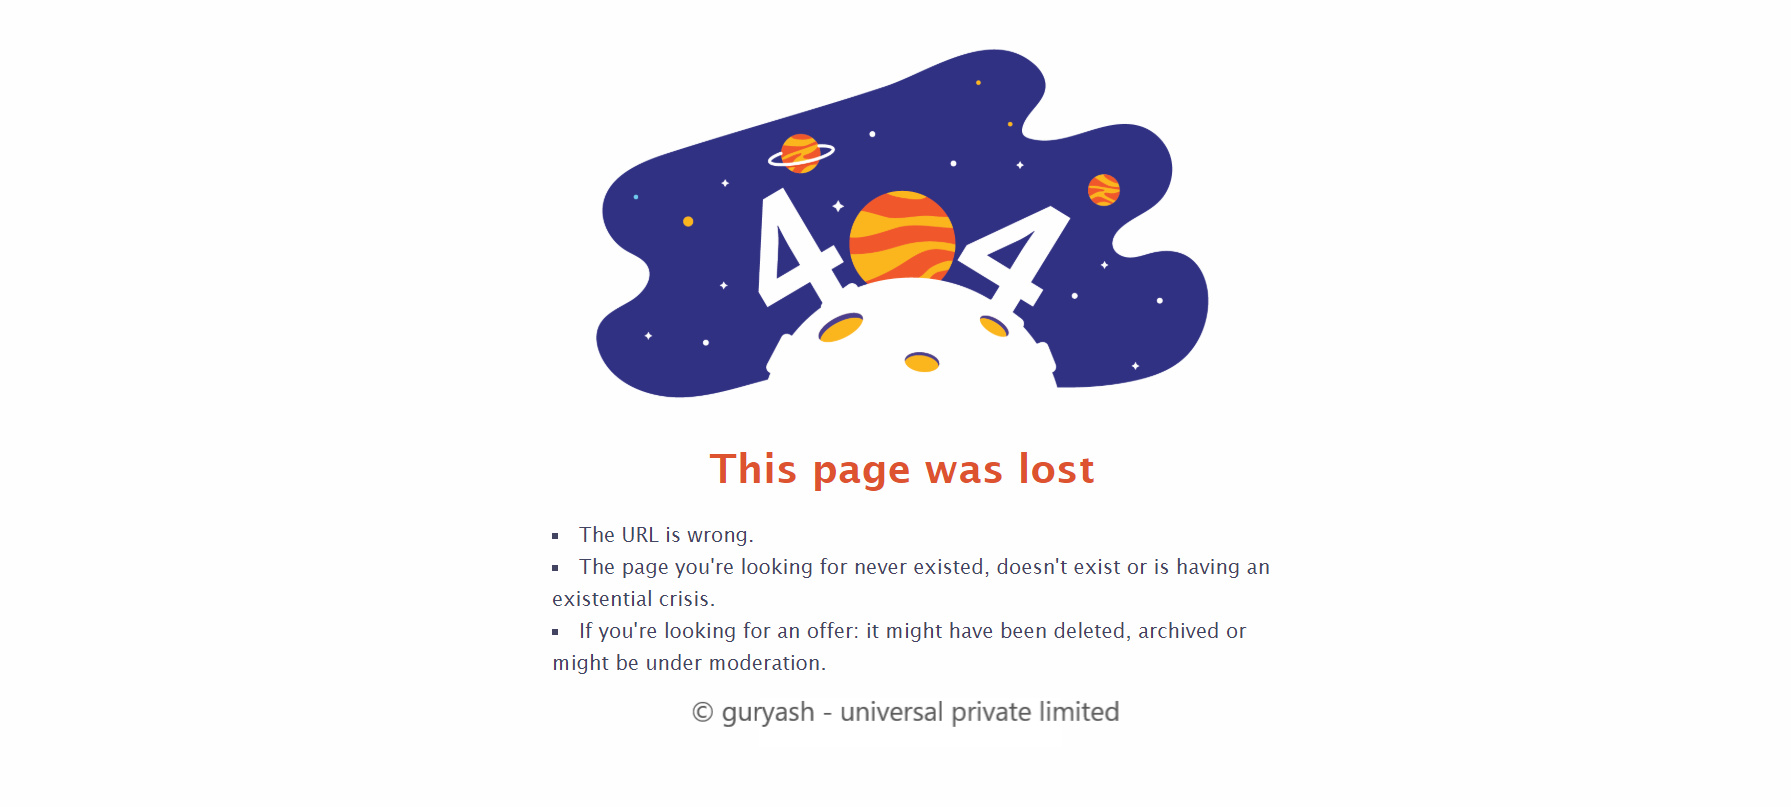 404
This page was lost
▪ The URL is wrong.
▪ The page you're looking for never existed, doesn't exist or is having an
existential crisis.
▪ If you're looking for an offer: it might have been deleted, archived or
might be under moderation.
© guryash - universal private limited